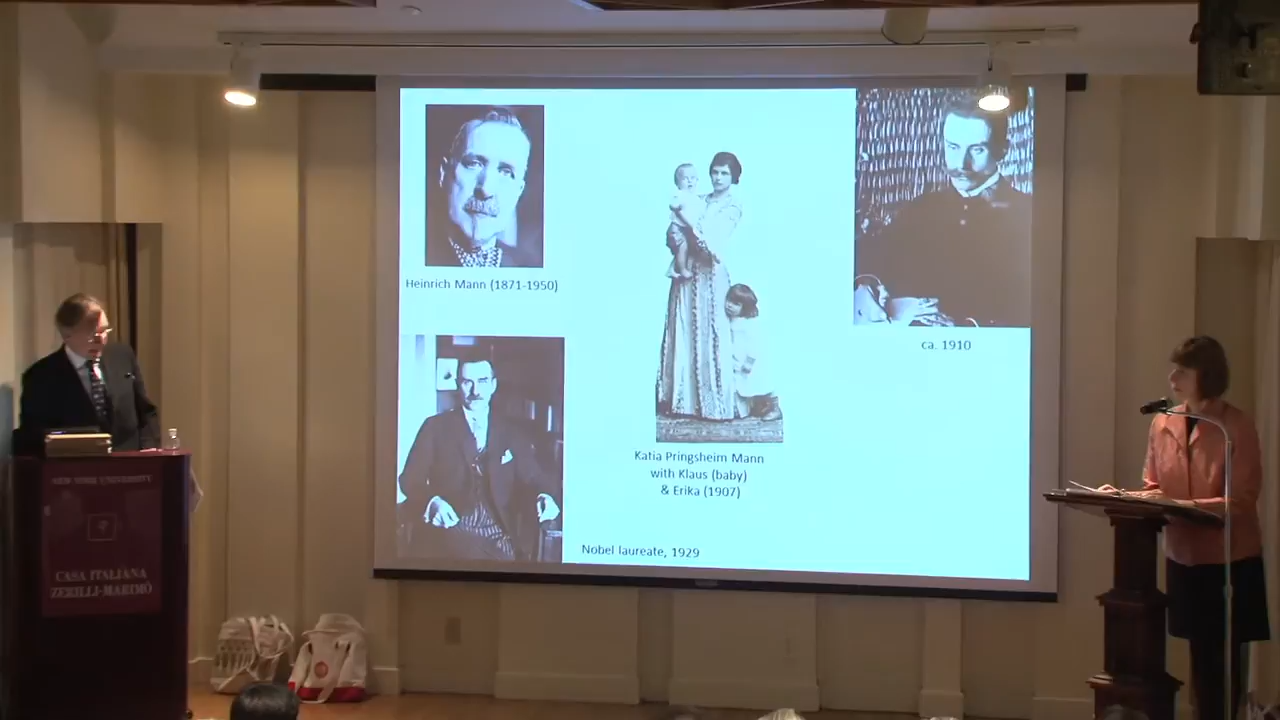 Heinrich Mann (1871-1950)
ca. 1910
Katia Pringsheim Mann
with Klaus (baby)
& Erika (1907)
Nobel laureate, 1929
NEW YORK UNIVERSITY
CASA ITALIANA
ZERILLI-MARIMÒ